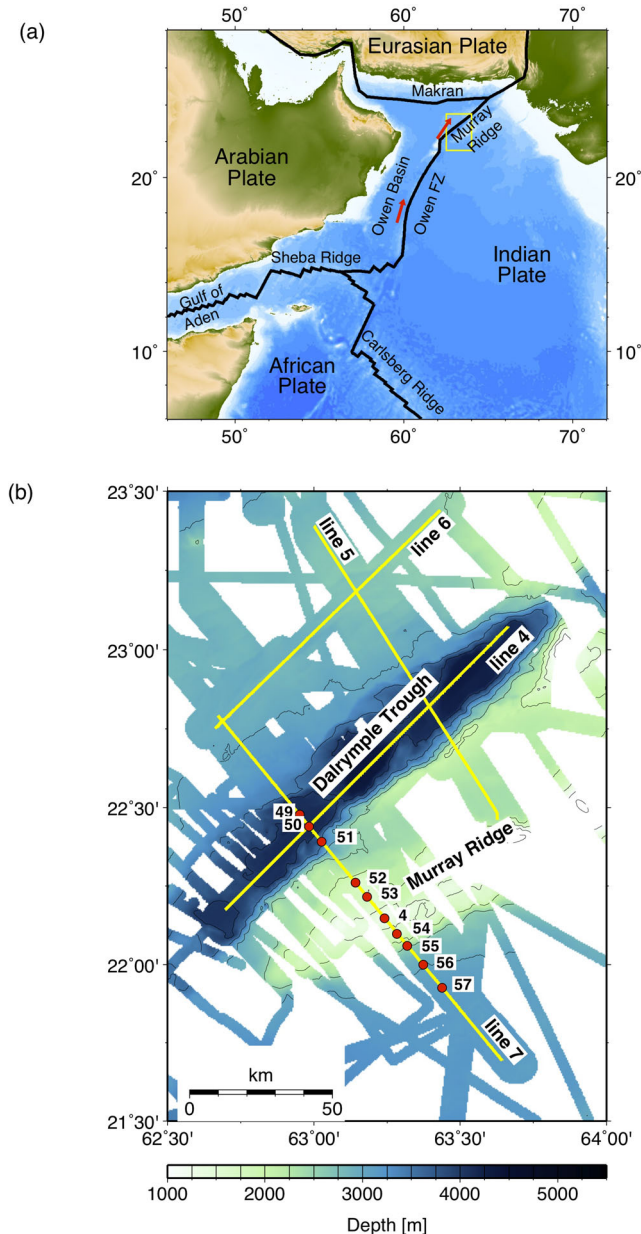 (a)
50˚
60˚
70˚
Eurasian Plate
Makran
Murray
Ridge
Arabian
Plate
20˚
20˚
Owen Basin
Owen FZ
Indian
Plate
Sheba Ridge
Gulf of
Aden
10˚
10˚
African
Plate
Carlsberg Ridge
50˚
60˚
70˚
(b)
23˚30'
line 5
line 6
23˚00'
line 4
Dalrymple Trough
22˚30'
49
50
51
Murray Ridge
52
53
4
54
55
22˚00'
56
57
line 7
km
0
50
21˚30'
62˚30'
63˚00'
63˚30'
64˚00'
1000
2000
3000
4000
5000
Depth [m]